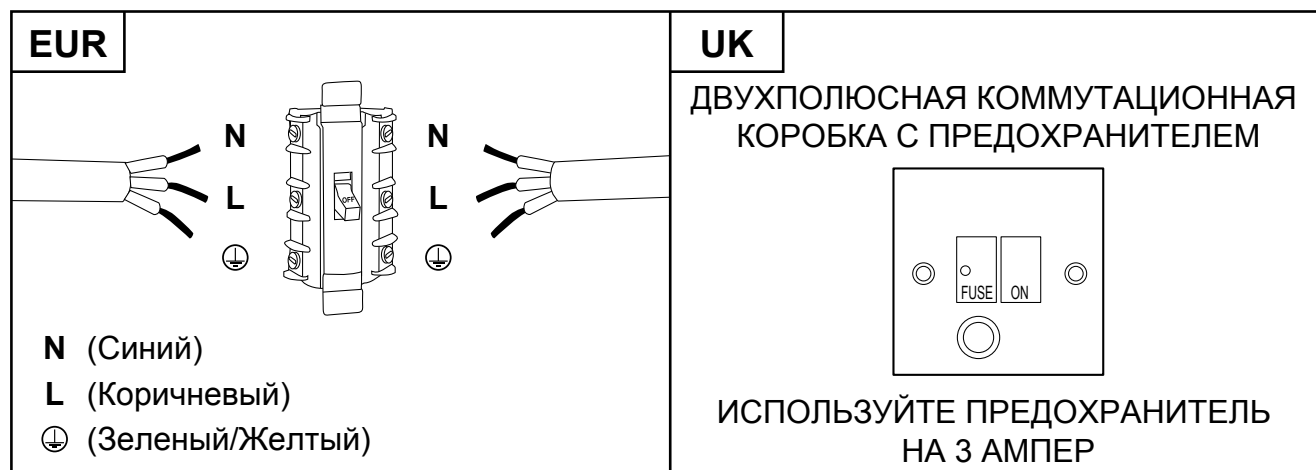 EUR
N N
OFF
L L
N (Синий)
L (Коричневый)
(Зеленый/Желтый)
UK
ДВУХПОЛЮСНАЯ КОММУТАЦИОННАЯ
КОРОБКА С ПРЕДОХРАНИТЕЛЕМ
FUSE ON
ИСПОЛЬЗУЙТЕ ПРЕДОХРАНИТЕЛЬ
НА 3 АМПЕР